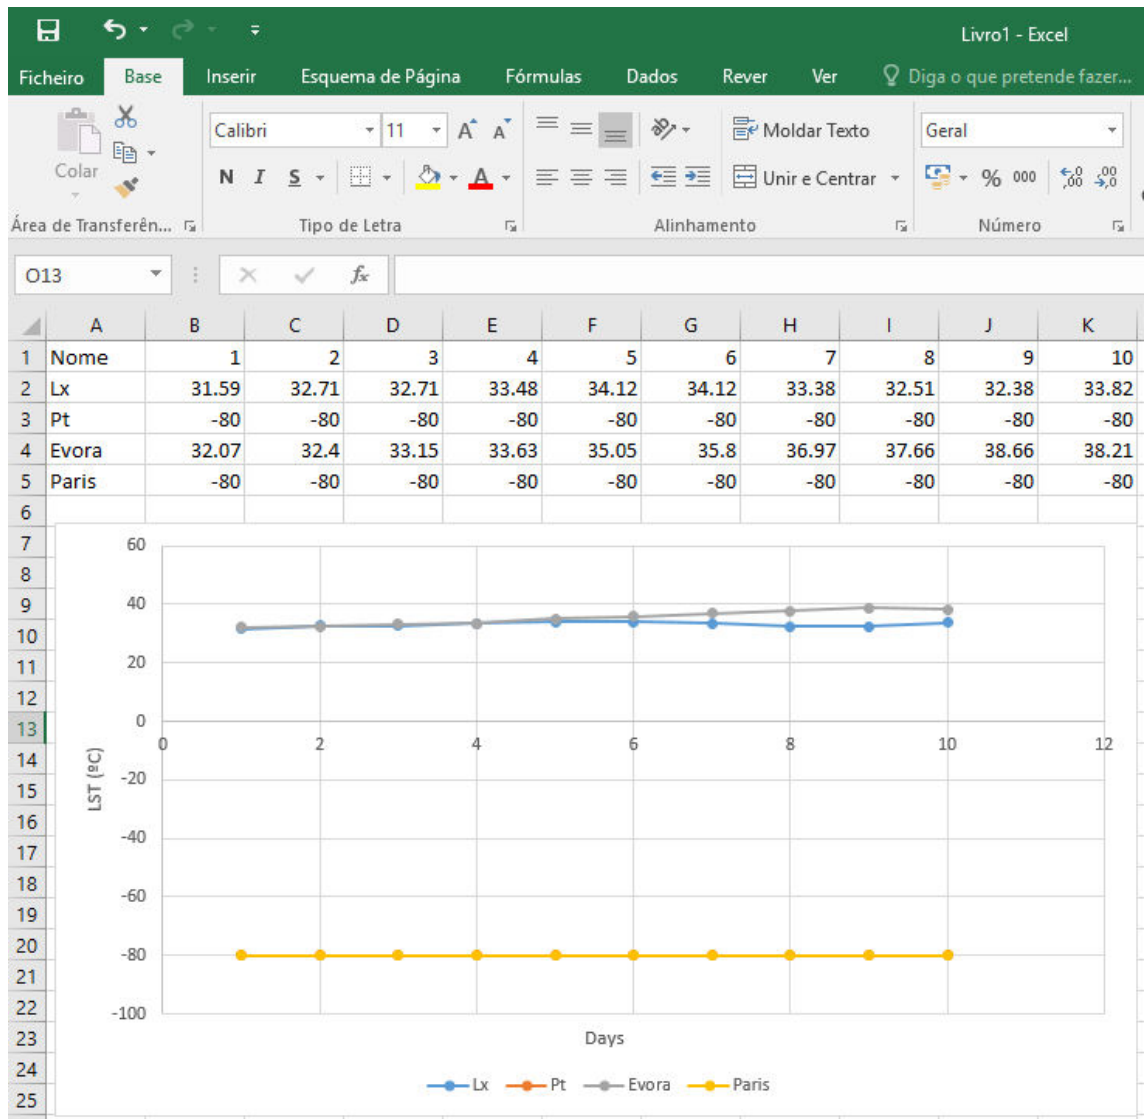 Livro1 - Excel
Ficheiro Base Inserir Esquema de Página Fórmulas Dados Rever Ver Diga o que pretende fazer...
Colar
Calibri 11 A A Moldar Texto Geral
N I S A Unir e Centrar % 000 ,00 ,0
Área de Transferên... Tipo de Letra Alinhamento Número
O13 fx
A B C D E F G H I J K
1 Nome 1 2 3 4 5 6 7 8 9 10
2 Lx 31.59 32.71 32.71 33.48 34.12 34.12 33.38 32.51 32.38 33.82
3 Pt -80 -80 -80 -80 -80 -80 -80 -80 -80 -80
4 Evora 32.07 32.4 33.15 33.63 35.05 35.8 36.97 37.66 38.66 38.21
5 Paris -80 -80 -80 -80 -80 -80 -80 -80 -80 -80
6
7
8
9
10
11
12
13
14
15
16
17
18
19
20
21
22
23
24
25
60
40
20
0
-20
-40
-60
-80
-100
0 2 4 6 8 10 12
LST (ºC)
Days
Lx Pt Evora Paris